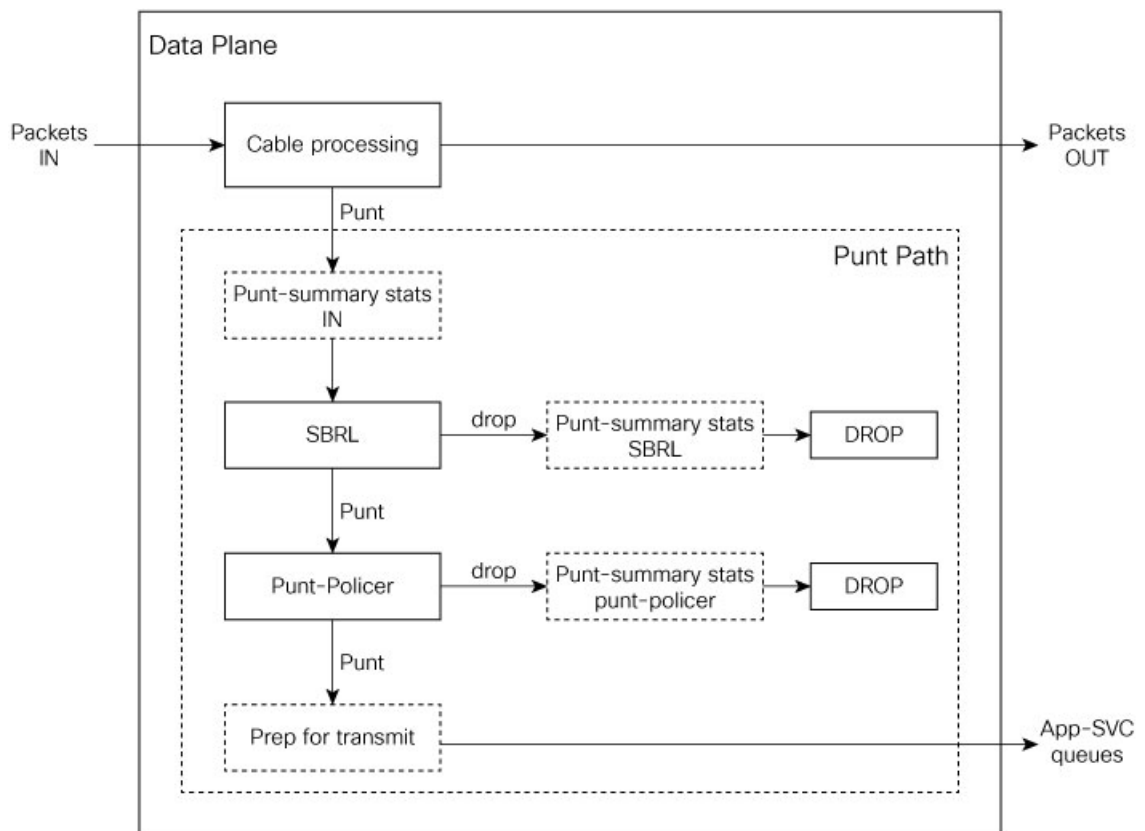 Data Plane
Packets
IN
Cable processing
Packets
OUT
Punt
Punt Path
Punt-summary stats
IN
SBRL
drop
Punt-summary stats
SBRL
DROP
Punt
Punt-Policer
drop
Punt-summary stats
punt-policer
DROP
Punt
Prep for transmit
App-SVC
queues